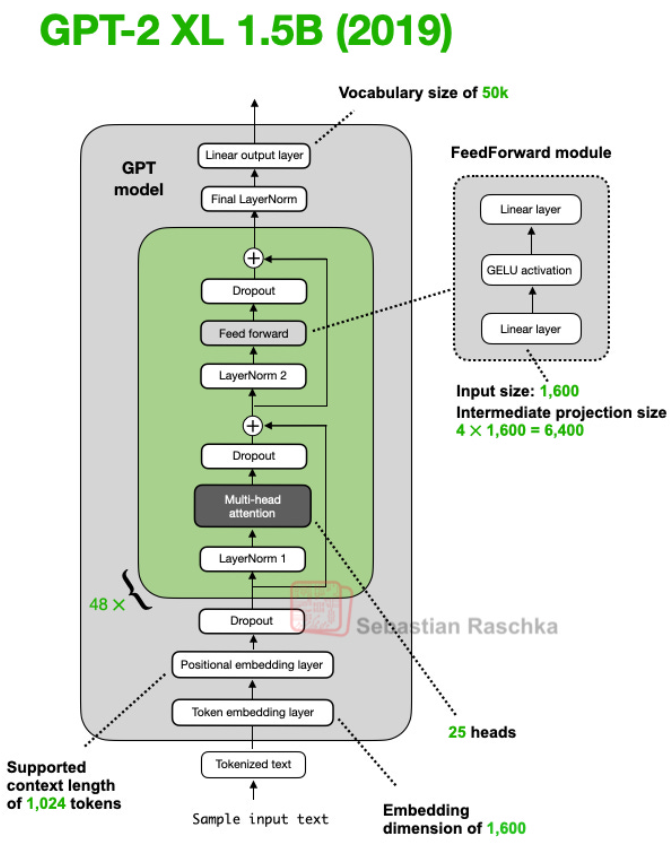 GPT-2 XL 1.5B (2019)
Vocabulary size of 50k
GPT
model
Linear output layer
Final LayerNorm
FeedForward module
Linear layer
GELU activation
Linear layer
Input size: 1,600
Intermediate projection size
4 × 1,600 = 6,400
Dropout
Feed forward
LayerNorm 2
Dropout
Multi-head
attention
LayerNorm 1
48 ×
Dropout
Sebastian Raschka
Positional embedding layer
Token embedding layer
25 heads
Tokenized text
Supported
context length
of 1,024 tokens
Sample input text
Embedding
dimension of 1,600